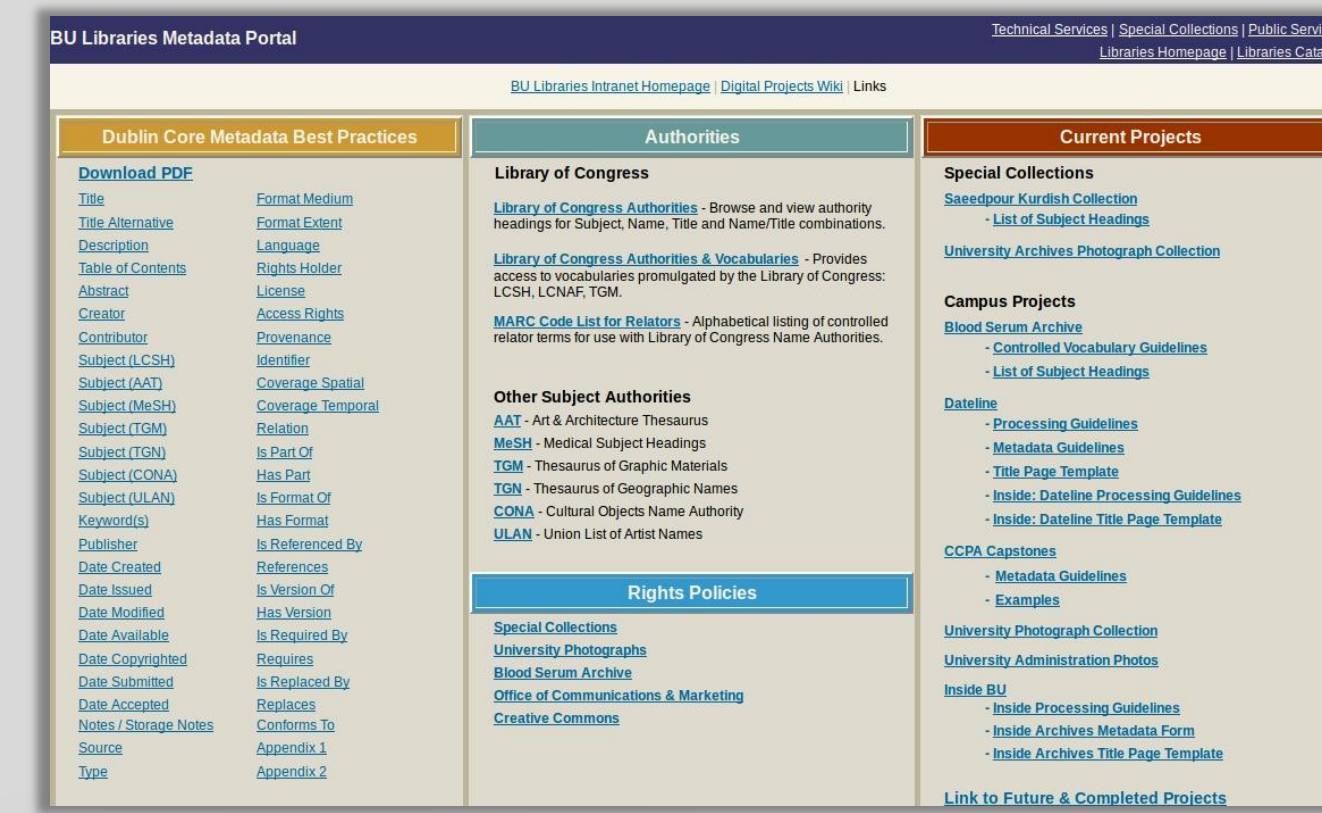 BU Libraries Metadata Portal
Technical Services | Special Collections | Public
Libraries Homepage | Libraries
BU Libraries Intranet Homepage | Digital Projects Wiki | Links
Dublin Core Metadata Best Practices
Download PDF
Title
Title Alternative
Description
Table of Contents
Abstract
Creator
Contributor
Subject (LCSH)
Subject (AAT)
Subject (MeSH)
Subject (TGM)
Subject (TGN)
Subject (CONA)
Subject (ULAN)
Keyword(s)
Publisher
Date Created
Date Issued
Date Modified
Date Available
Date Copyrighted
Date Submitted
Date Accepted
Notes / Storage Notes
Source
Type
Format Medium
Format Extent
Language
Rights Holder
License
Access Rights
Provenance
Identifier
Coverage Spatial
Coverage Temporal
Relation
Is Part Of
Has Part
Is Format Of
Has Format
Is Referenced By
References
Is Version Of
Has Version
Is Required By
Requires
Is Replaced By
Replaces
Conforms To
Appendix 1
Appendix 2
Authorities
Library of Congress
Library of Congress Authorities - Browse and view authority
headings for Subject, Name, Title and Name/Title combinations.
Library of Congress Authorities & Vocabularies - Provides
access to vocabularies promulgated by the Library of Congress:
LCSH, LCNAF, TGM.
MARC Code List for Relators - Alphabetical listing of controlled
relator terms for use with Library of Congress Name Authorities.
Other Subject Authorities
AAT - Art & Architecture Thesaurus
MeSH - Medical Subject Headings
TGM - Thesaurus of Graphic Materials
TGN - Thesaurus of Geographic Names
CONA - Cultural Objects Name Authority
ULAN - Union List of Artist Names
Rights Policies
Special Collections
University Photographs
Blood Serum Archive
Office of Communications & Marketing
Creative Commons
Current Projects
Special Collections
Saeedpour Kurdish Collection
- List of Subject Headings
University Archives Photograph Collection
Campus Projects
Blood Serum Archive
- Controlled Vocabulary Guidelines
- List of Subject Headings
Dateline
- Processing Guidelines
- Metadata Guidelines
- Title Page Template
- Inside: Dateline Processing Guidelines
- Inside: Dateline Title Page Template
CCPA Capstones
- Metadata Guidelines
- Examples
University Photograph Collection
University Administration Photos
Inside BU
- Inside Processing Guidelines
- Inside Archives Metadata Form
- Inside Archives Title Page Template
Link to Future & Completed Projects